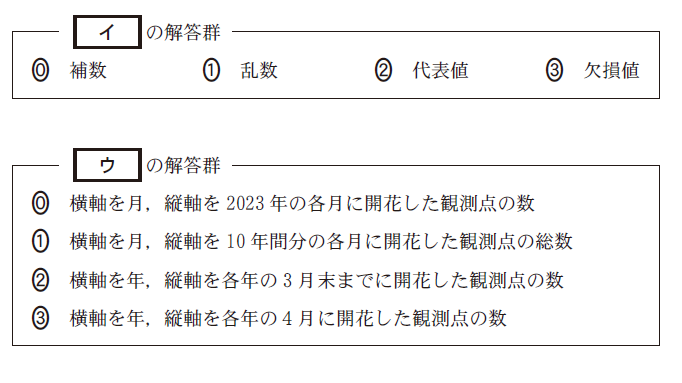 イ の解答群
⓪ 補数 ① 乱数 ② 代表値 ③ 欠損値
ウ の解答群
⓪ 横軸を月，縦軸を 2023 年の各月に開花した観測点の数
① 横軸を月，縦軸を 10 年間分の各月に開花した観測点の総数
② 横軸を年，縦軸を各年の 3 月末までに開花した観測点の数
③ 横軸を年，縦軸を各年の 4 月に開花した観測点の数